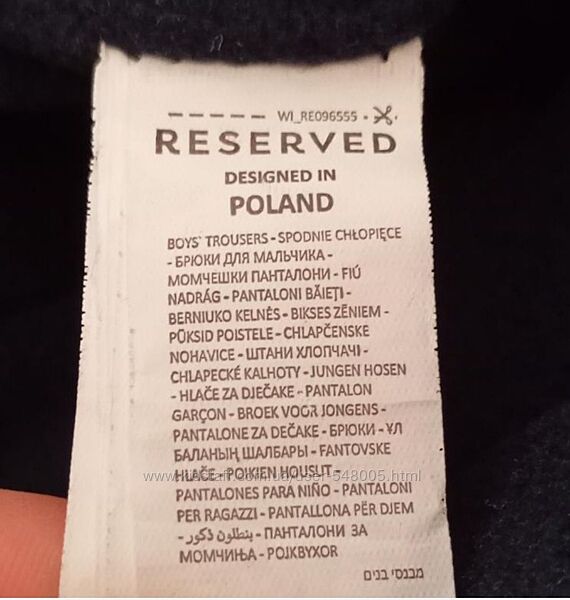 - - - - - WI_RE096555 - ✂-
RESERVED
DESIGNED IN
POLAND
BOYS` TROUSERS - SPODNIE CHŁOPIĘCE
- БРЮКИ ДЛЯ МАЛЬЧИКА -
МОМЧЕШКИ ПАНТАЛОНИ - FIÚ
NADRÁG - PANTALONI BĂIEȚI -
BERNIUKO KELNĖS - BIKSES ZĒNIEM -
PÜKSID POISTELE - CHLAPČENSKE
NOHAVICE - ШТАНИ ХЛОПЧАЧІ -
CHLAPECKÉ KALHOTY - JUNGEN HOSEN
- HLAČE ZA DJEČAKE - PANTALON
GARÇON - BROEK VOOR JONGENS -
PANTALONE ZA DEČAKE - БРЮКИ - ҰЛ
БАЛАНЫҢ ШАЛБАРЫ - FANTOVSKE
HLAČE - POIKIEN HOUSUT -
PANTALONES PARA NIÑO - PANTALONI
PER RAGAZZI - PANTALLONA PËR DJEM
- بنطلون ذكور - ПАНТАЛОНИ ЗА
МОМЧИЊА - POJKBYXOR
מכנסי בנים